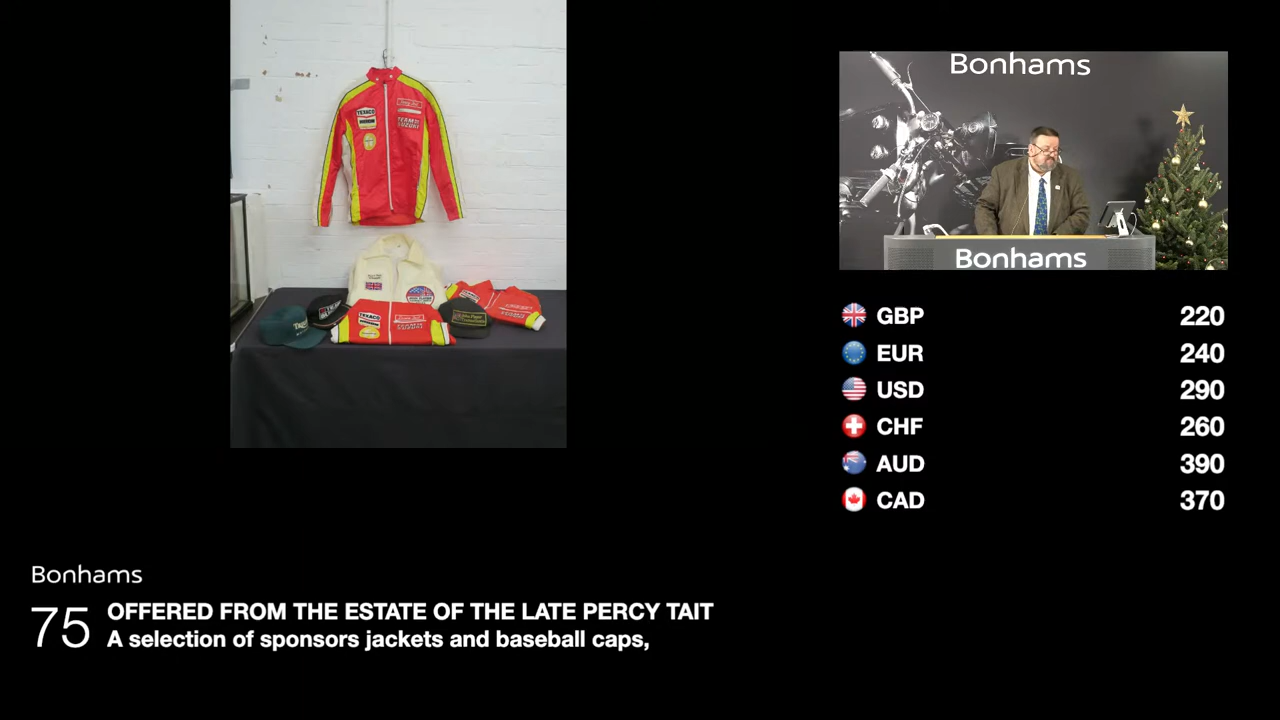 Bonhams
Bonhams
TEXACO
TEAM
SUZUKI
TEXACO
GBP 220
EUR 240
USD 290
CHF 260
AUD 390
CAD 370
Bonhams
75
OFFERED FROM THE ESTATE OF THE LATE PERCY TAIT
A selection of sponsors jackets and baseball caps,